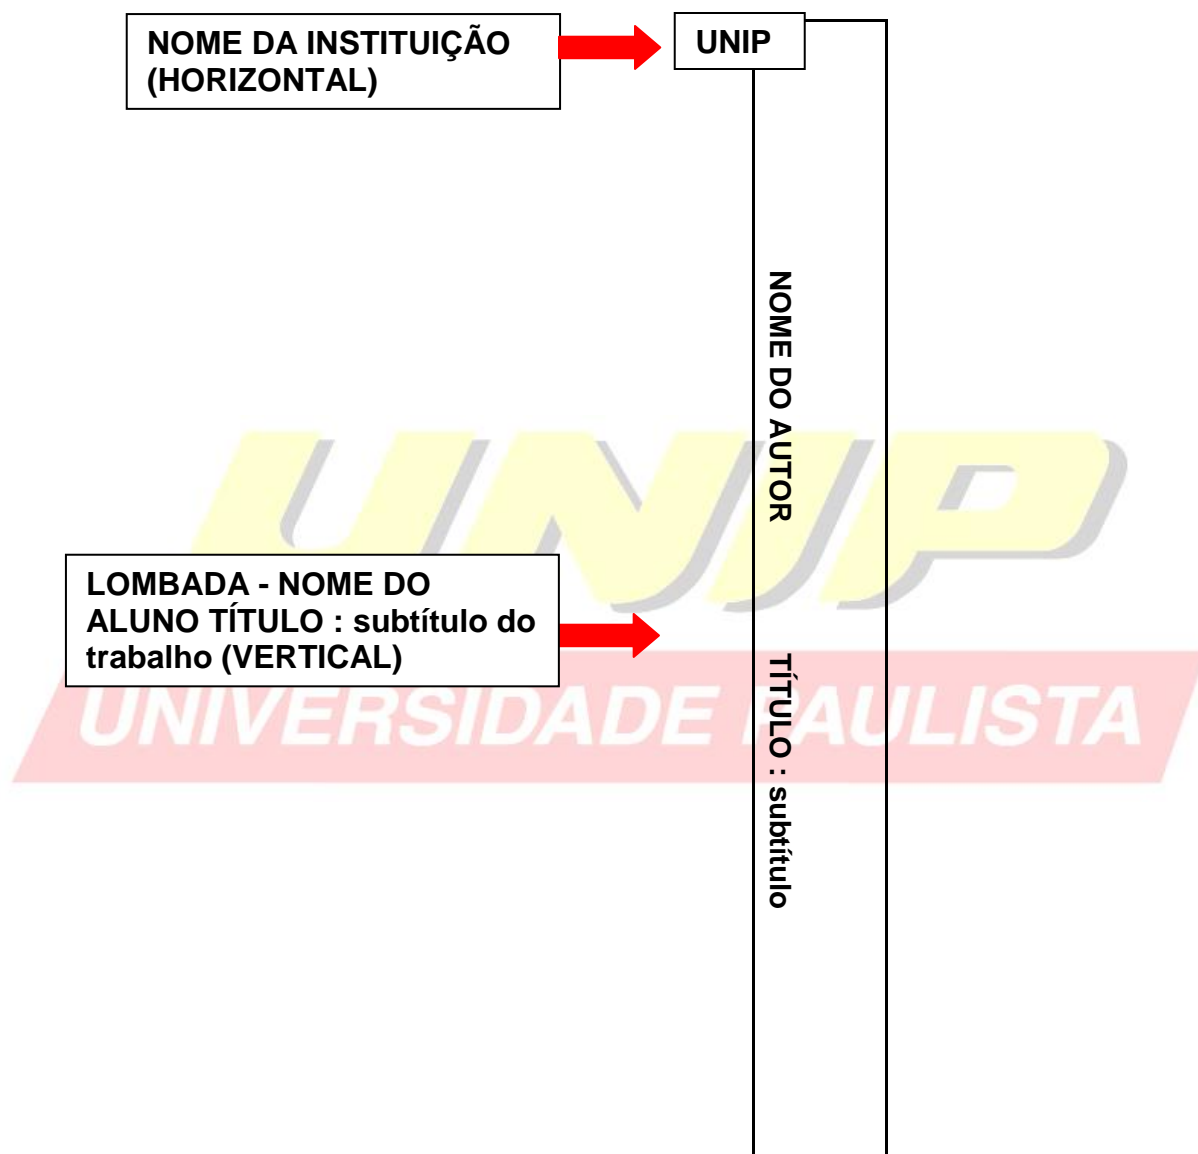 NOME DA INSTITUIÇÃO
(HORIZONTAL)
UNIP
NOME DO AUTOR
TÍTULO : subtítulo
LOMBADA - NOME DO
ALUNO TÍTULO : subtítulo do
trabalho (VERTICAL)
UNIP
UNIVERSIDADE PAULISTA